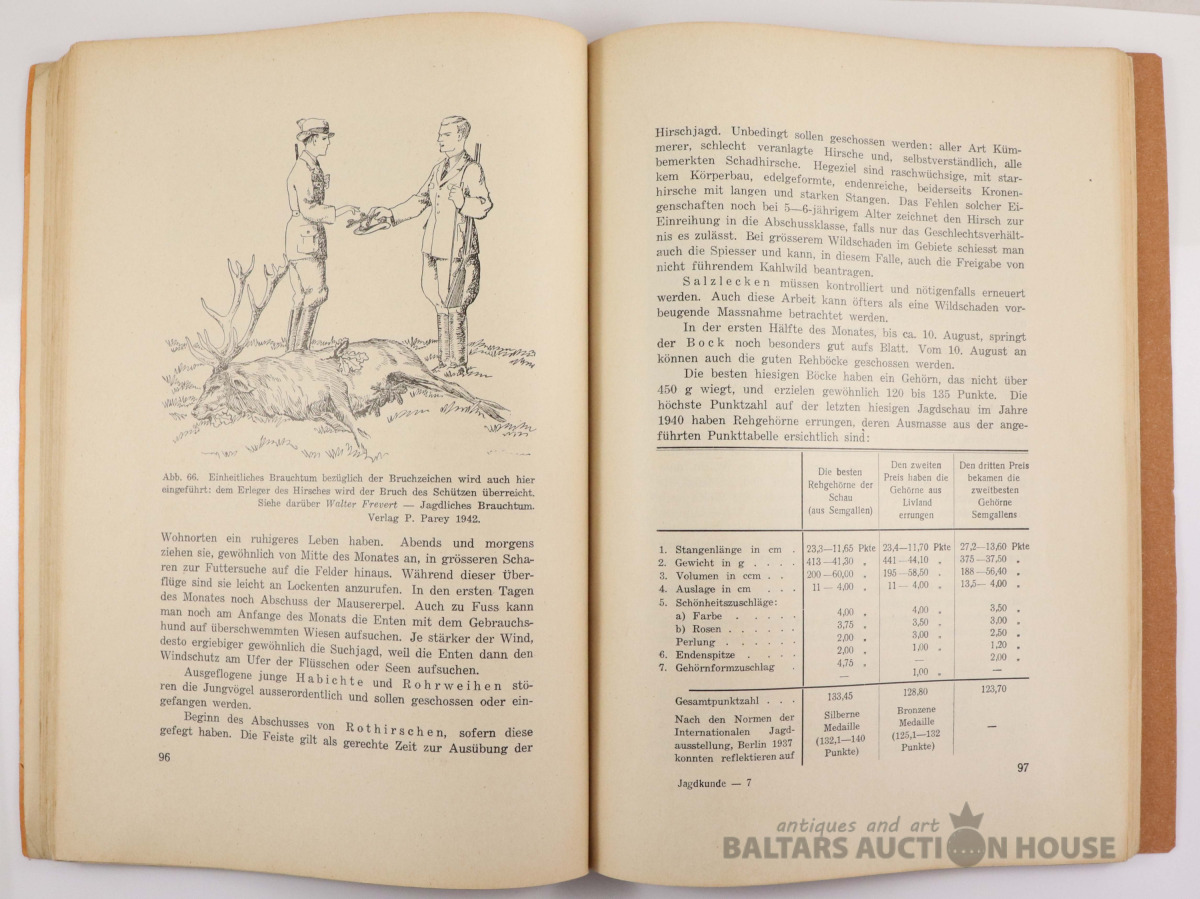 Abb. 66. Einheitliches Brauchtum bezüglich der Bruchzeichen wird auch hier
eingeführt: dem Erleger des Hirsches wird der Bruch des Schützen überreicht.
Siehe darüber Walter Frevert — Jagdliches Brauchtum.
Verlag P. Parey 1942.
Wohnorten ein ruhigeres Leben haben. Abends und morgens
ziehen sie, gewöhnlich von Mitte des Monates an, in grösseren Scha-
ren zur Futtersuche auf die Felder hinaus. Während dieser Über-
flüge sind sie leicht an Lockenten anzurufen. In den ersten Tagen
des Monates noch Abschuss der Mausererpel. Auch zu Fuss kann
man noch am Anfange des Monats die Enten mit dem Gebrauchs-
hund auf überschwemmten Wiesen aufsuchen. Je stärker der Wind,
desto ergiebiger gewöhnlich die Suchjagd, weil die Enten dann den
Windschutz am Ufer der Flüsschen oder Seen aufsuchen.
Ausgeflogene junge Habichte und Rohrweihen stö-
ren die Jungvögel ausserordentlich und sollen geschossen oder ein-
gefangen werden.
Beginn des Abschusses von Rothirschen, sofern diese
gefegt haben. Die Feiste gilt als gerechte Zeit zur Ausübung der
96
Hirschjagd. Unbedingt sollen geschossen werden: aller Art Küm-
merer, schlecht veranlagte Hirsche und, selbstverständlich, alle
bemerkten Schadhirsche. Hegeziel sind raschwüchsige, mit star-
kem Körperbau, edelgeformte, endenreiche, beiderseits Kronen-
hirsche mit langen und starken Stangen. Das Fehlen solcher Ei-
genschaften noch bei 5—6-jährigem Alter zeichnet den Hirsch zur
Einreihung in die Abschussklasse, falls nur das Geschlechtsverhält-
nis es zulässt. Bei grösserem Wildschaden im Gebiete schiesst man
auch die Spiesser und kann, in diesem Falle, auch die Freigabe von
nicht führendem Kahlwild beantragen.
Salzlecken müssen kontrolliert und nötigenfalls erneuert
werden. Auch diese Arbeit kann öfters als eine Wildschaden vor-
beugende Massnahme betrachtet werden.
In der ersten Hälfte des Monates, bis ca. 10. August, springt
der Bock noch besonders gut aufs Blatt. Vom 10. August an
können auch die guten Rehböcke geschossen werden.
Die besten hiesigen Böcke haben ein Gehörn, das nicht über
450 g wiegt, und erzielen gewöhnlich 120 bis 135 Punkte. Die
höchste Punktzahl auf der letzten hiesigen Jagdschau im Jahre
1940 haben Rehgehörne errungen, deren Ausmasse aus der ange-
führten Punkttabelle ersichtlich sind:
Die besten Rehgehörne der Schau (aus Semgallen) Den zweiten Preis haben die Gehörne aus Livland errungen Den dritten Preis bekamen die zweitbesten Gehörne Semgallens
1. Stangenlänge in cm . 23,3—11,65 Pkte 23,4—11,70 Pkte 27,2—13,60 Pkte
2. Gewicht in g . . . . 413—41,30 „ 441—44,10 „ 375—37,50 „
3. Volumen in ccm . . 200—60,00 „ 195—58,50 „ 188—56,40 „
4. Auslage in cm . . . 11— 4,00 „ 11— 4,00 „ 13,5— 4,00 „
5. Schönheitszuschläge:
a) Farbe . . . . . 4,00 „ 4,00 „ 3,50 „
b) Rosen . . . . . . 3,75 „ 3,50 „ 3,00 „
Perlung . . . . . . 2,00 „ 3,00 „ 2,50 „
6. Endenspitze . . . . 2,00 „ 1,00 „ 1,20 „
7. Gehörnformzuschlag . 4,75 „ — 2,00 „
— 1,00 „ —
Gesamtpunktzahl . . . 133,45 128,80 123,70
Nach den Normen der Internationalen Jagd-ausstellung, Berlin 1937 konnten reflektieren auf Silberne Medaille (132,1—140 Punkte) Bronzene Medaille (125,1—132 Punkte) —
Jagdkunde — 7
97
antiques and art
BALTARS AUCTION HOUSE